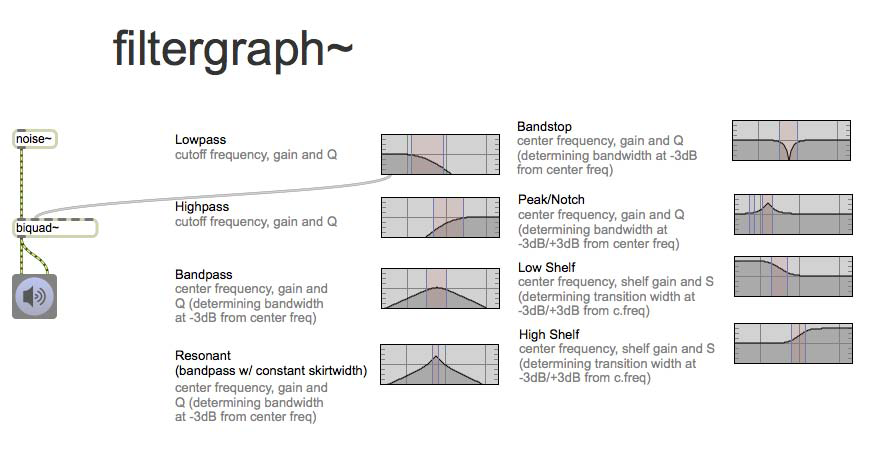 filtergraph~
noise~
biquad~
Lowpass
cutoff frequency, gain and Q
Highpass
cutoff frequency, gain and Q
Bandpass
center frequency, gain and
Q (determining bandwidth
at -3dB from center freq)
Resonant
(bandpass w/ constant skirtwidth)
center frequency, gain and
Q (determining bandwidth
at -3dB from center freq)
Bandstop
center frequency, gain and Q
(determining bandwidth at -3dB
from center freq)
Peak/Notch
center frequency, gain and Q
(determining bandwidth at
-3dB/+3dB from center freq)
Low Shelf
center frequency, shelf gain and S
(determining transition width at
-3dB/+3dB from c.freq)
High Shelf
center frequency, shelf gain and S
(determining transition width at
-3dB/+3dB from c.freq)